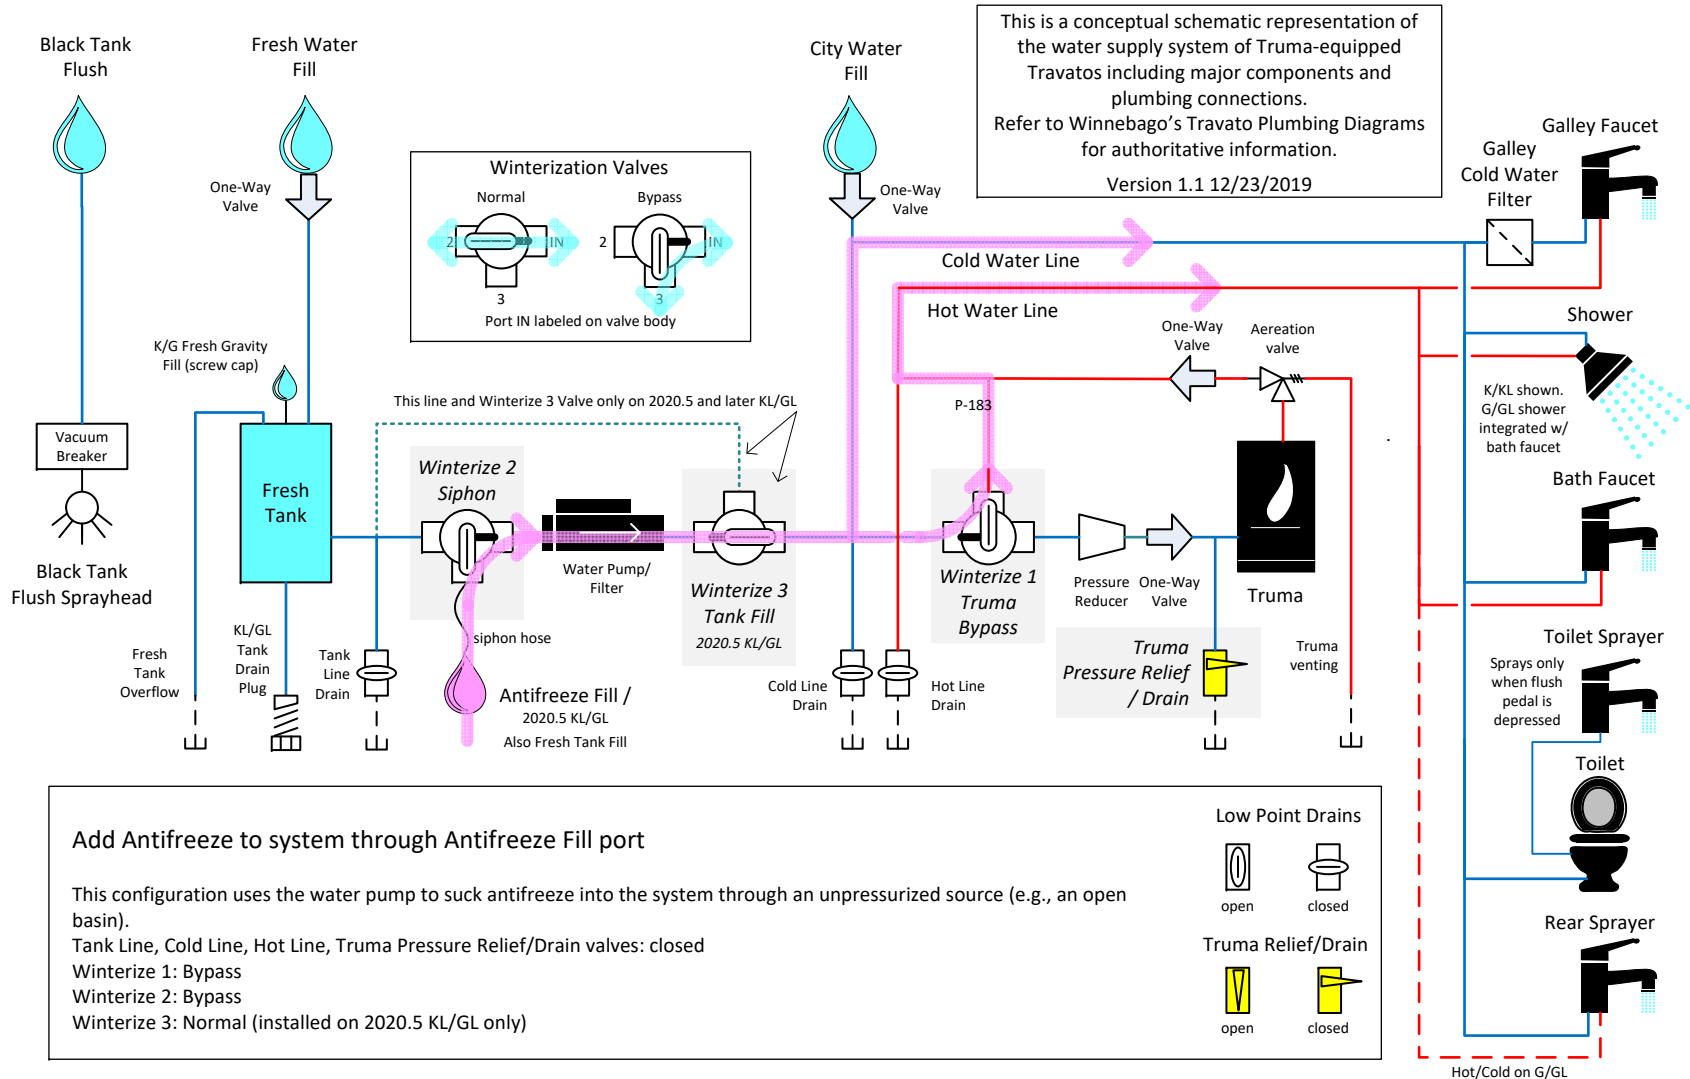 Black Tank
Flush
Fresh Water
Fill
City Water
Fill
This is a conceptual schematic representation of
the water supply system of Truma-equipped
Travatos including major components and
plumbing connections.
Refer to Winnebago's Travato Plumbing Diagrams
for authoritative information.
Version 1.1 12/23/2019
Galley Faucet
Galley
Cold Water
Filter
One-Way
Valve
Winterization Valves
Normal
Bypass
2
IN
3
2
IN
3
Port IN labeled on valve body
One-Way
Valve
Cold Water Line
Hot Water Line
One-Way
Valve
Aereation
valve
Shower
K/KL shown.
G/GL shower
integrated w/
bath faucet
K/G Fresh Gravity
Fill (screw cap)
This line and Winterize 3 Valve only on 2020.5 and later KL/GL
P-183
Vacuum
Breaker
Fresh
Tank
Winterize 2
Siphon
Bath Faucet
Black Tank
Flush Sprayhead
Water Pump/
Filter
Winterize 3
Tank Fill
2020.5 KL/GL
Winterize 1
Truma
Bypass
Pressure
Reducer
One-Way
Valve
Truma
siphon hose
Fresh
Tank
Overflow
KL/GL
Tank
Drain
Plug
Tank
Line
Drain
Antifreeze Fill /
2020.5 KL/GL
Also Fresh Tank Fill
Cold Line
Drain
Hot Line
Drain
Truma
Pressure Relief
/ Drain
Truma
venting
Toilet Sprayer
Sprays only
when flush
pedal is
depressed
Toilet
Rear Sprayer
Hot/Cold on G/GL
Add Antifreeze to system through Antifreeze Fill port
This configuration uses the water pump to suck antifreeze into the system through an unpressurized source (e.g., an open
basin).
Tank Line, Cold Line, Hot Line, Truma Pressure Relief/Drain valves: closed
Winterize 1: Bypass
Winterize 2: Bypass
Winterize 3: Normal (installed on 2020.5 KL/GL only)
Low Point Drains
open
closed
Truma Relief/Drain
open
closed